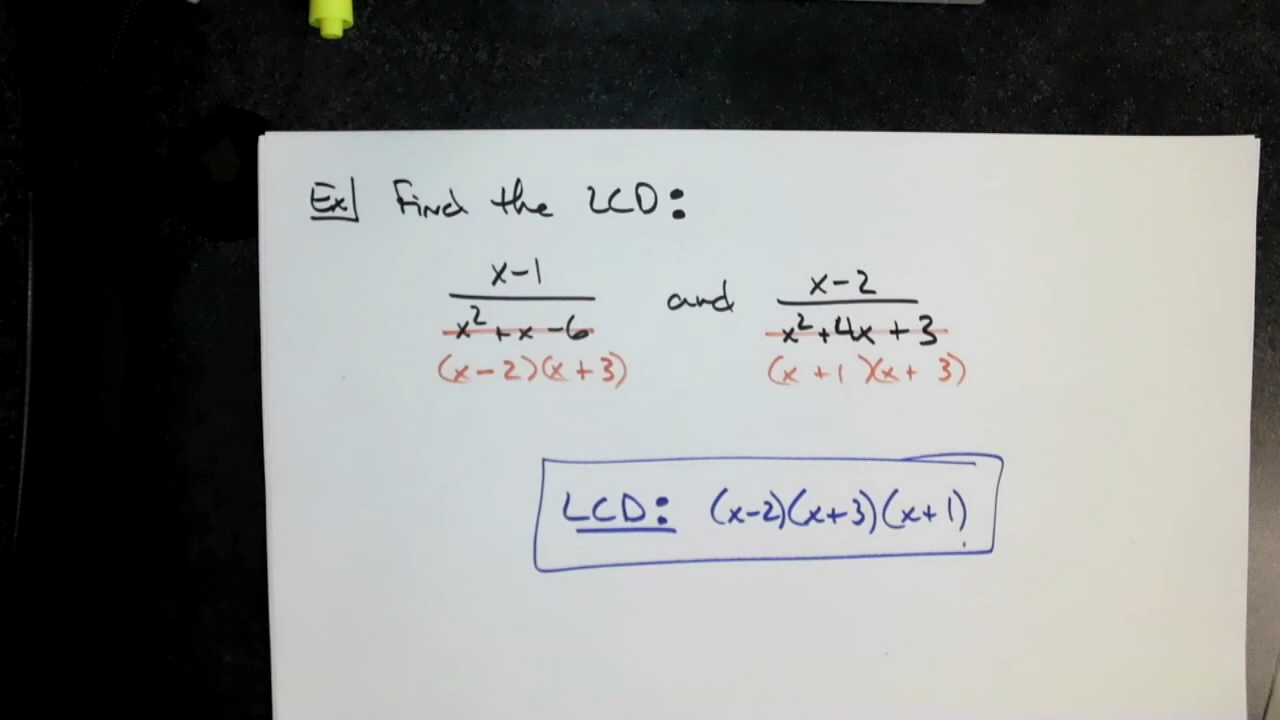 Ex| Find the LCD:
x-1 and x-2
x²+x-6 x²+4x+3
(x-2)(x+3) (x+1)(x+3)
LCD: (x-2)(x+3)(x+1)